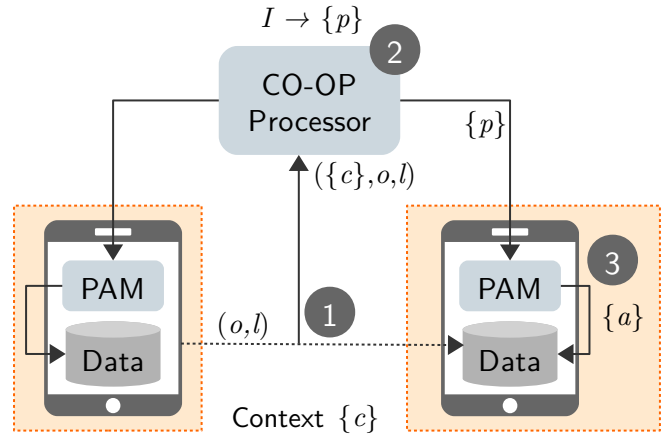 I → {p}
2
CO-OP
Processor
{p}
({c},o,l)
PAM
Data
(o,l)
1
3
PAM
{a}
Data
Context {c}